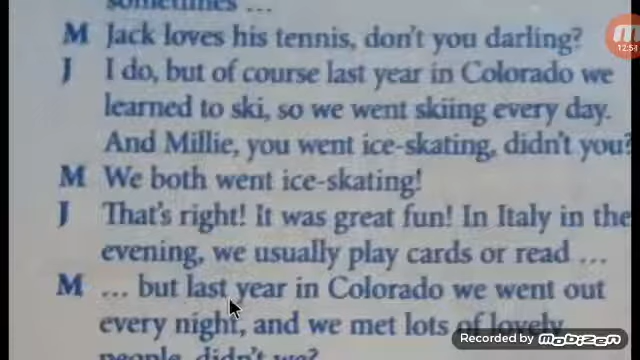 sometimes ...
M Jack loves his tennis, don't you darling?
J I do, but of course last year in Colorado we
learned to ski, so we went skiing every day.
And Millie, you went ice-skating, didn't you?
M We both went ice-skating!
J That's right! It was great fun! In Italy in the
evening, we usually play cards or read ...
M ... but last year in Colorado we went out
every night, and we met lots of lovely
people, didn't we?
12:54
Recorded by MOBIZEN